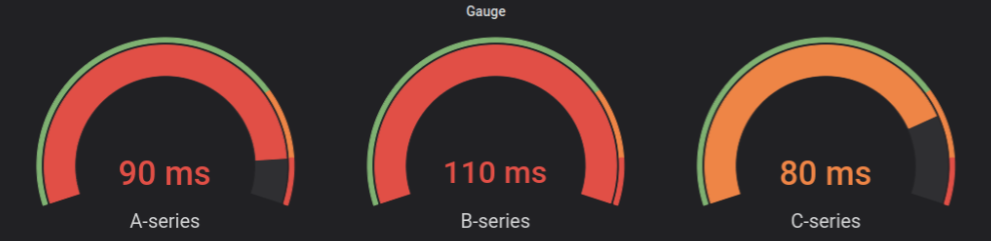 Gauge
90 ms
110 ms
80 ms
A-series
B-series
C-series